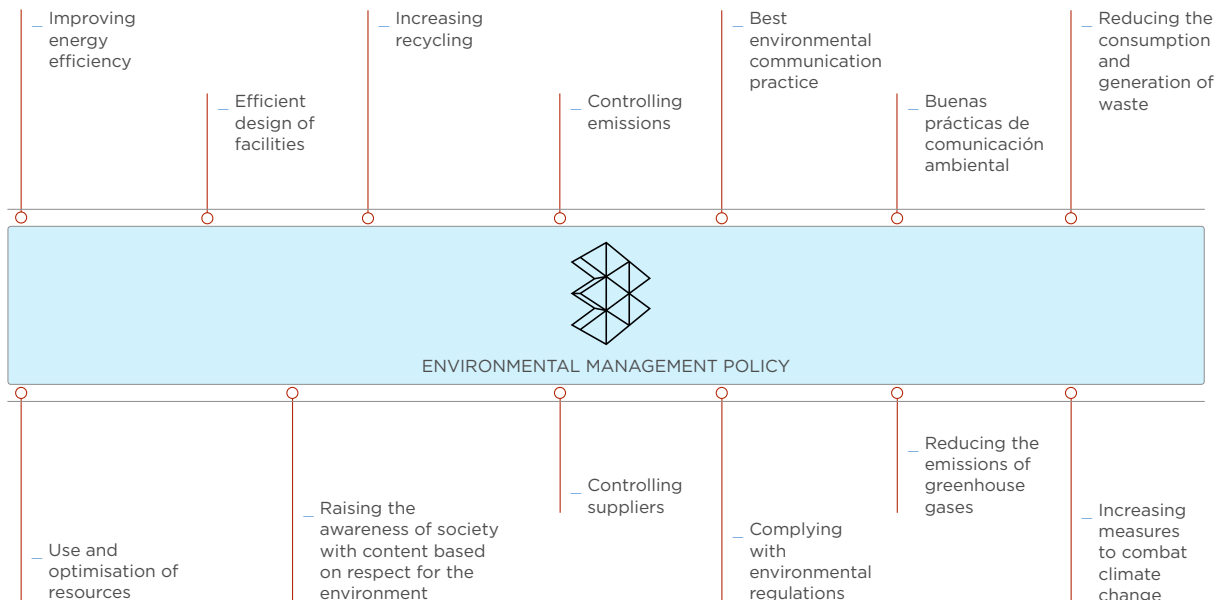 _ Improving
energy
efficiency
_ Efficient
design of
facilities
_ Increasing
recycling
_ Controlling
emissions
_ Best
environmental
communication
practice
_ Buenas
prácticas de
comunicación
ambiental
_ Reducing the
consumption
and
generation of
waste
ENVIRONMENTAL MANAGEMENT POLICY
_ Use and
optimisation of
resources
_ Raising the
awareness of society
with content based
on respect for the
environment
_ Controlling
suppliers
_ Complying
with
environmental
regulations
_ Reducing the
emissions of
greenhouse
gases
_ Increasing
measures
to combat
climate
change